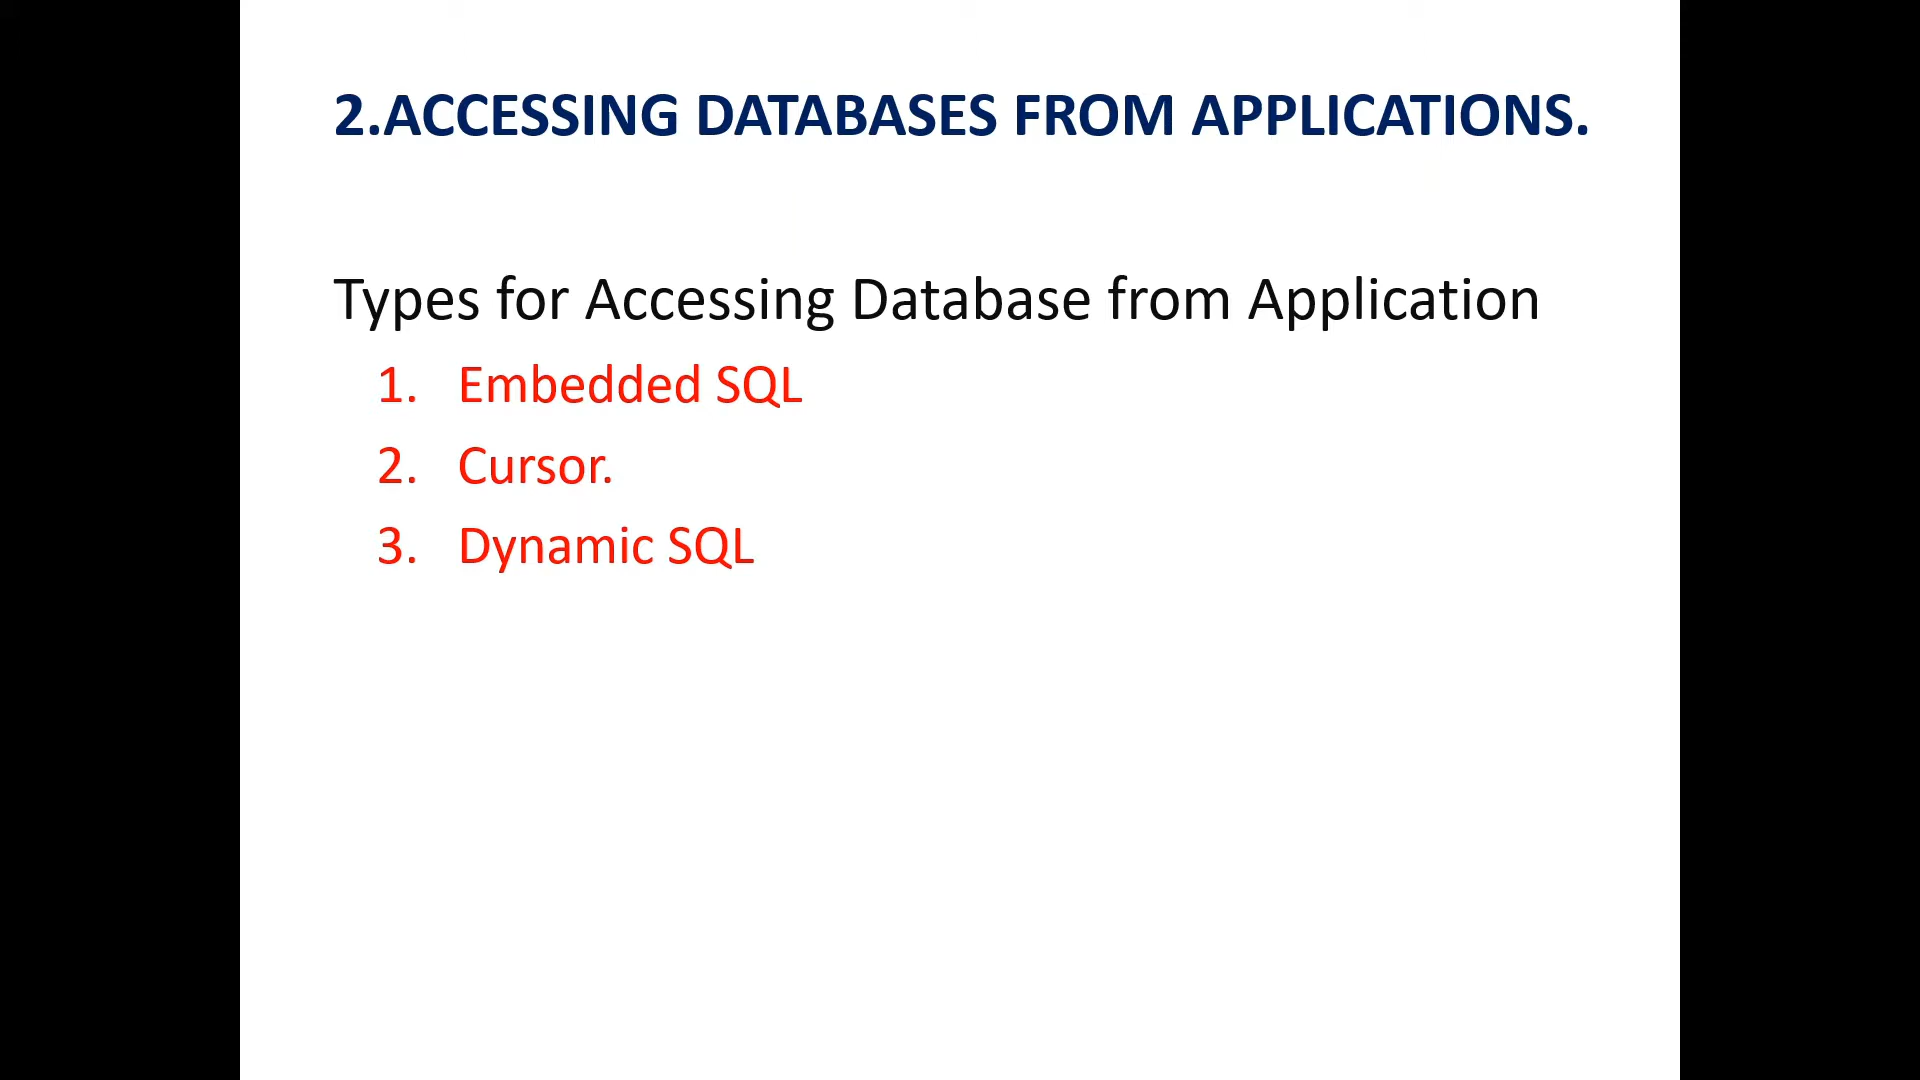 2.ACCESSING DATABASES FROM APPLICATIONS.
Types for Accessing Database from Application
1. Embedded SQL
2. Cursor.
3. Dynamic SQL